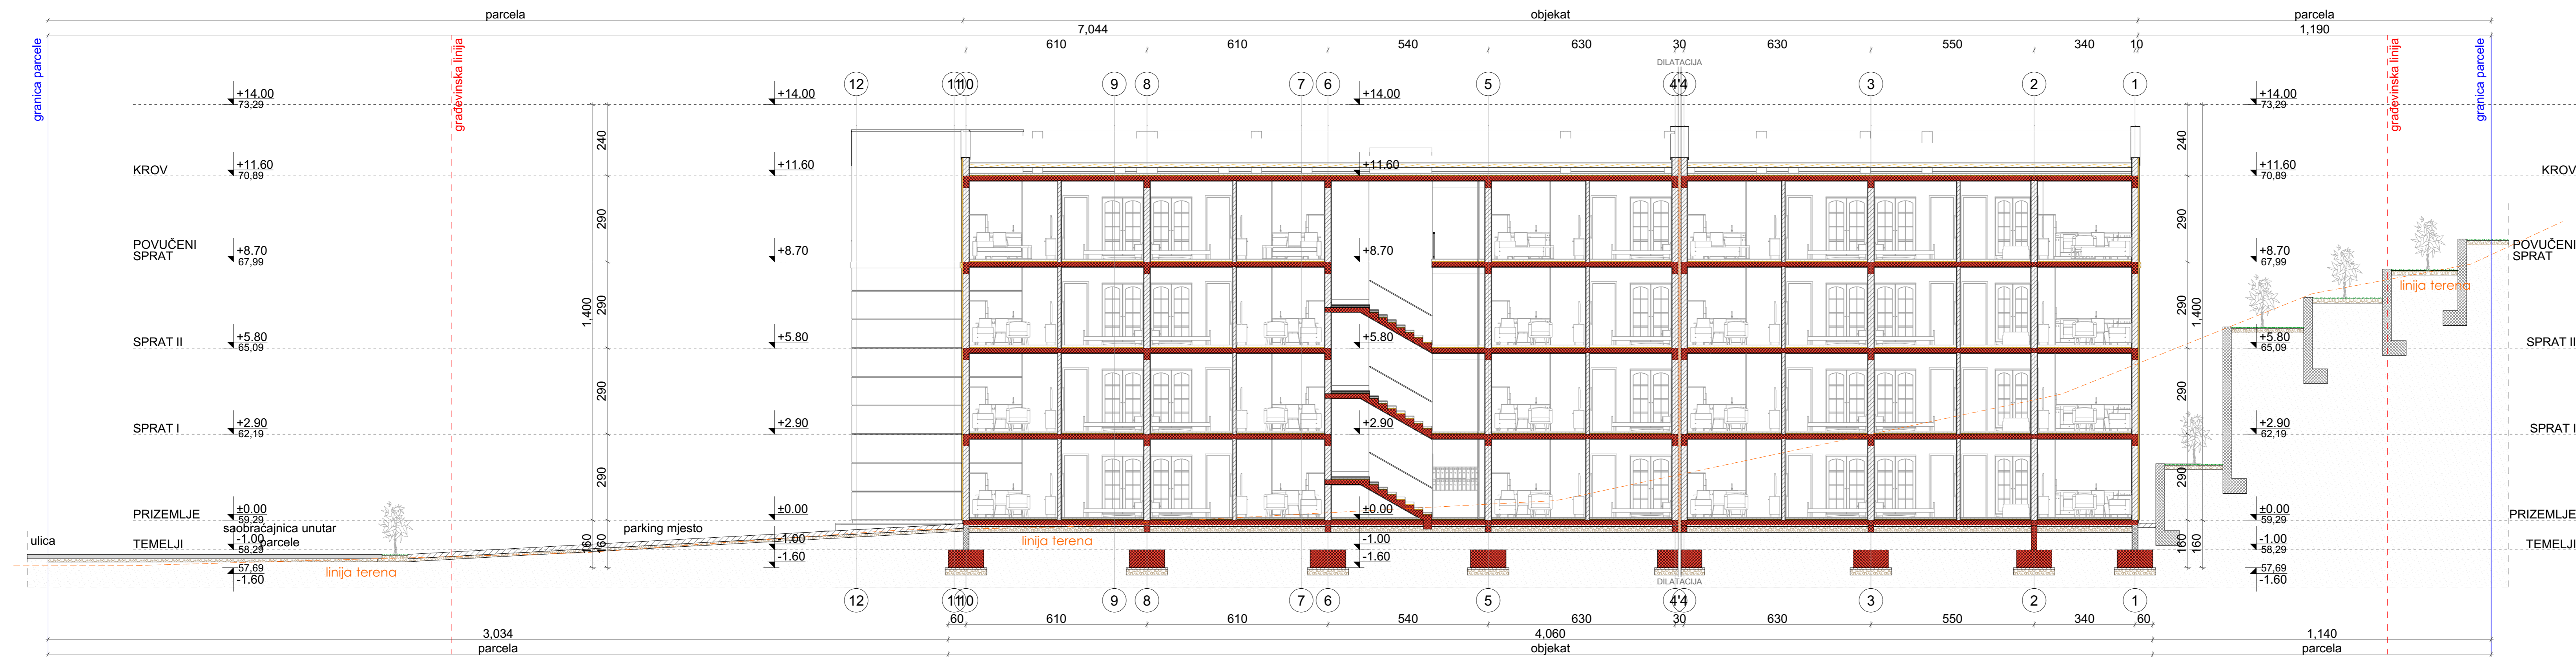 parcela objekat parcela
7,044 1,190
610 610 540 630 30 630 550 340 10
DILATACIJA
granica parcele
građevinska linija
građevinska linija
granica parcele
12 11 10 9 8 7 6 5 4' 4 3 2 1
+14.00 +14.00 +14.00 +14.00
73,29 73,29
240 240
KROV +11.60 +11.60 +11.60 +11.60 KROV
70,89 70,89
290 290
POVUČENI POVUČENI
SPRAT +8.70 +8.70 +8.70 +8.70 SPRAT
67,99 67,99
linija terena
1,400 290 290 1,400
SPRAT II +5.80 +5.80 +5.80 +5.80 SPRAT II
65,09 65,09
290 290
SPRAT I +2.90 +2.90 +2.90 +2.90 SPRAT I
62,19 62,19
290 290
PRIZEMLJE ±0.00 ±0.00 ±0.00 ±0.00 PRIZEMLJE
59,29 59,29
saobraćajnica unutar
parcele
parking mjesto
ulica
linija terena
TEMELJI -1.00 -1.00 -1.00 -1.00 TEMELJI
58,29 58,29
160 160 160 160
-1.60 -1.60
57,69 57,69
-1.60 -1.60
linija terena
DILATACIJA
12 11 10 9 8 7 6 5 4' 4 3 2 1
60 610 610 540 630 30 630 550 340 60
3,034 4,060 1,140
parcela objekat parcela